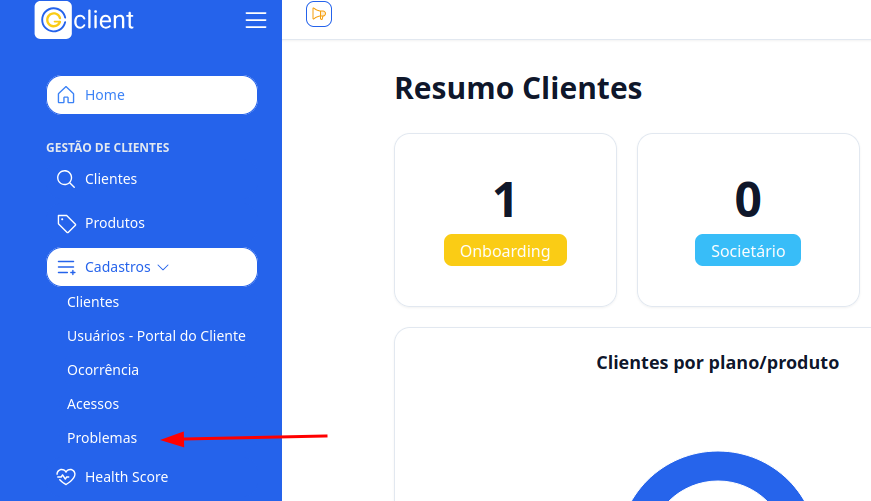 Gclient
Home
GESTÃO DE CLIENTES
Clientes
Produtos
Cadastros
Clientes
Usuários - Portal do Cliente
Ocorrência
Acessos
Problemas
Health Score
Resumo Clientes
1
Onboarding
0
Societário
Clientes por plano/produto